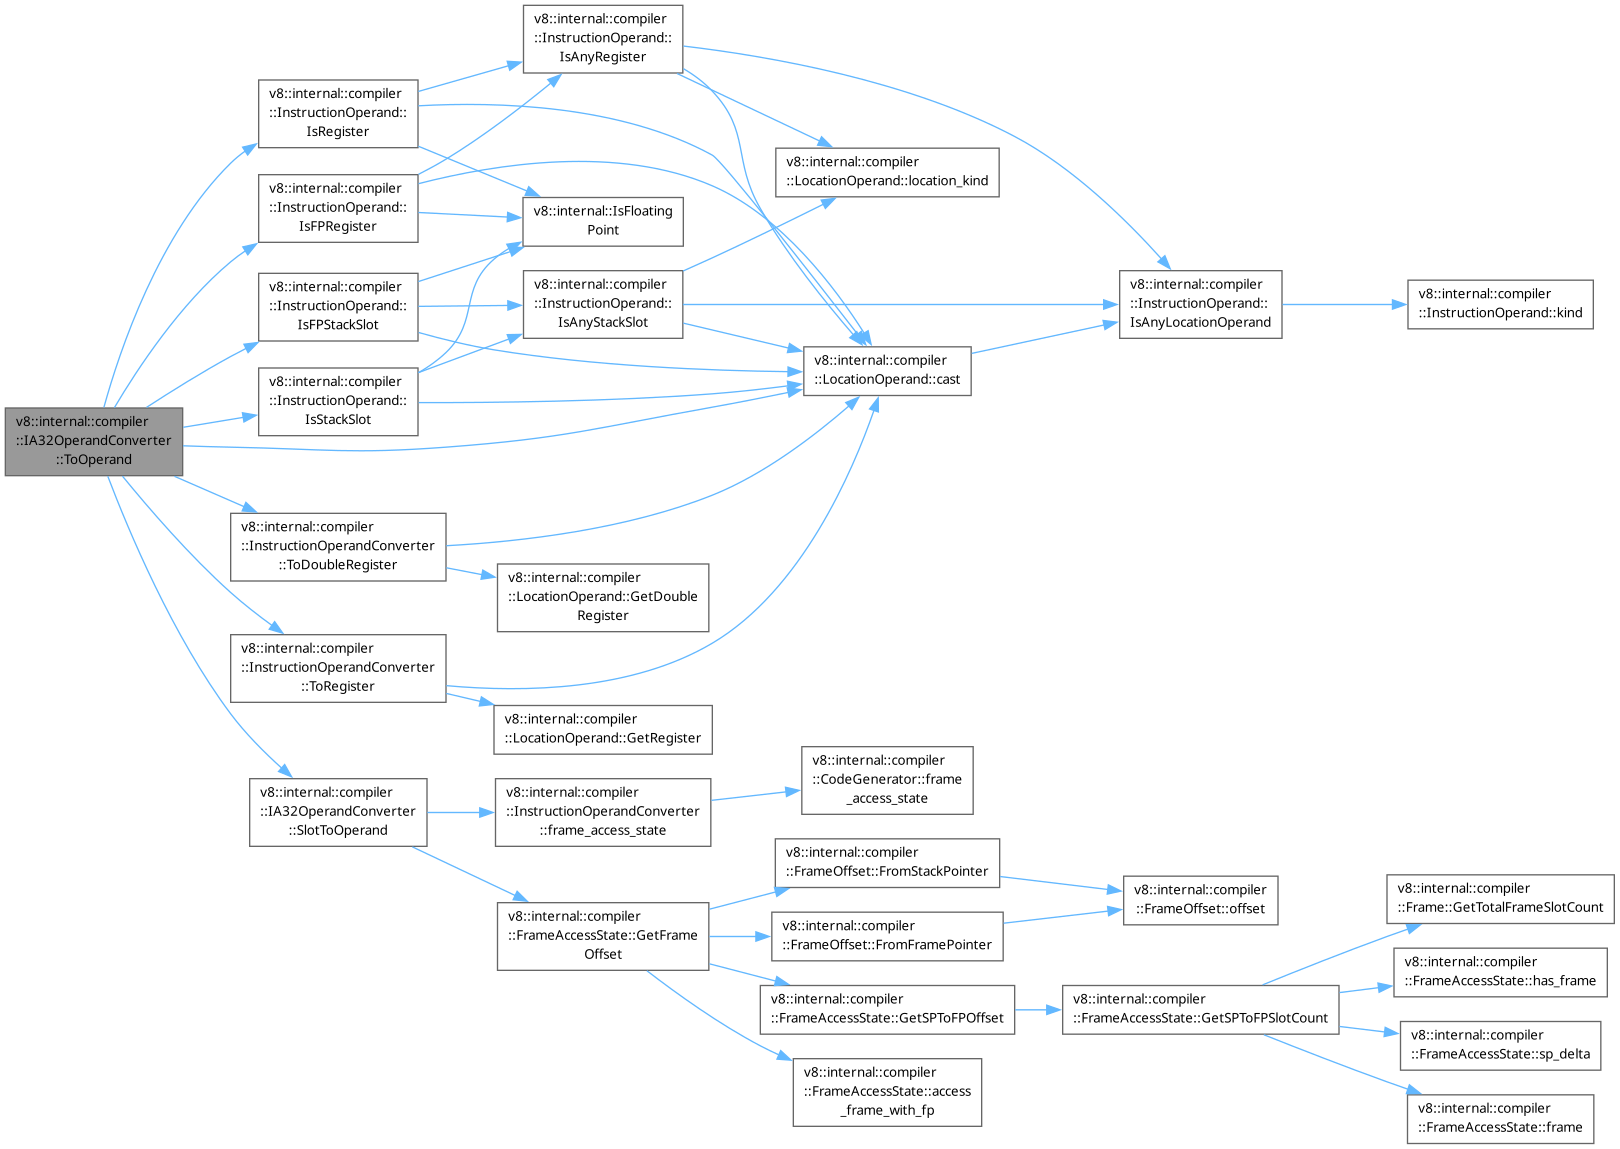 v8::internal::compiler
::IA32OperandConverter
::ToOperand
v8::internal::compiler
::InstructionOperand::
IsRegister
v8::internal::compiler
::InstructionOperand::
IsFPRegister
v8::internal::compiler
::InstructionOperand::
IsFPStackSlot
v8::internal::compiler
::InstructionOperand::
IsStackSlot
v8::internal::compiler
::InstructionOperandConverter
::ToDoubleRegister
v8::internal::compiler
::InstructionOperandConverter
::ToRegister
v8::internal::compiler
::IA32OperandConverter
::SlotToOperand
v8::internal::compiler
::InstructionOperand::
IsAnyRegister
v8::internal::IsFloating
Point
v8::internal::compiler
::InstructionOperand::
IsAnyStackSlot
v8::internal::compiler
::LocationOperand::GetDouble
Register
v8::internal::compiler
::LocationOperand::GetRegister
v8::internal::compiler
::InstructionOperandConverter
::frame_access_state
v8::internal::compiler
::FrameAccessState::GetFrame
Offset
v8::internal::compiler
::LocationOperand::location_kind
v8::internal::compiler
::LocationOperand::cast
v8::internal::compiler
::CodeGenerator::frame
_access_state
v8::internal::compiler
::FrameOffset::FromStackPointer
v8::internal::compiler
::FrameOffset::FromFramePointer
v8::internal::compiler
::FrameAccessState::GetSPToFPOffset
v8::internal::compiler
::FrameAccessState::access
_frame_with_fp
v8::internal::compiler
::InstructionOperand::
IsAnyLocationOperand
v8::internal::compiler
::FrameOffset::offset
v8::internal::compiler
::FrameAccessState::GetSPToFPSlotCount
v8::internal::compiler
::InstructionOperand::kind
v8::internal::compiler
::Frame::GetTotalFrameSlotCount
v8::internal::compiler
::FrameAccessState::has_frame
v8::internal::compiler
::FrameAccessState::sp_delta
v8::internal::compiler
::FrameAccessState::frame